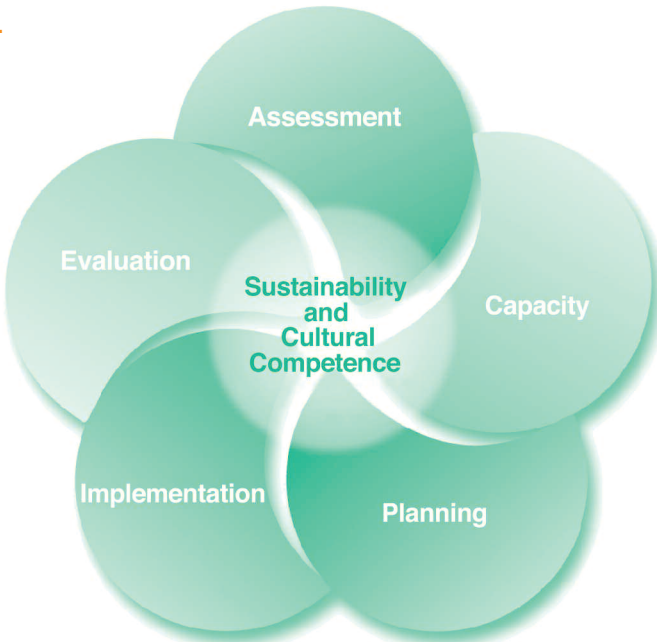 Assessment
Capacity
Planning
Implementation
Evaluation
Sustainability
and
Cultural
Competence